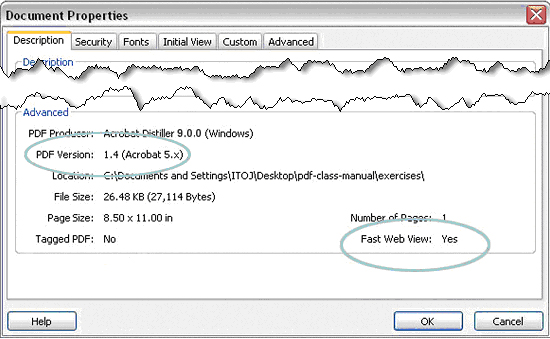 Document Properties
Description Security Fonts Initial View Custom Advanced
Description
Advanced
PDF Producer: Acrobat Distiller 9.0.0 (Windows)
PDF Version: 1.4 (Acrobat 5.x)
Location: C:\Documents and Settings\ITOJ\Desktop\pdf-class-manual\exercises\
File Size: 26.48 KB (27,114 Bytes)
Page Size: 8.50 x 11.00 in Number of Pages: 1
Tagged PDF: No Fast Web View: Yes
Help OK Cancel